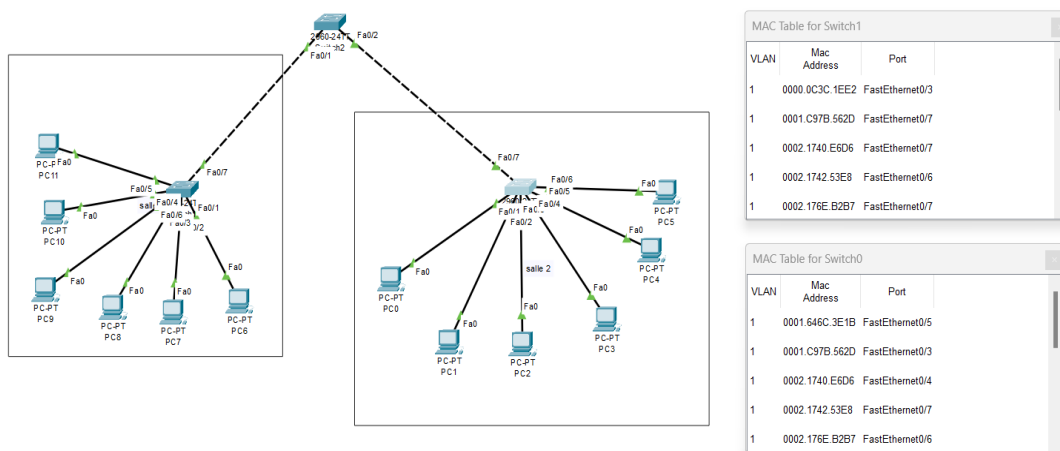 Fa0/2
Fa0/1
Fa0
PC11
Fa0/7
Fa0/5
Fa0/4
Fa0/1
Fa0/6
Fa0
PC-PT
PC10
Fa0
PC-PT
PC9
Fa0
PC-PT
PC8
Fa0
PC-PT
PC7
Fa0
PC-PT
PC6
Fa0/7
Fa0/6
Fa0/5
Fa0/4
Fa0/2
salle 2
Fa0
PC-PT
PC5
Fa0
PC-PT
PC4
Fa0
PC-PT
PC0
Fa0
PC-PT
PC1
Fa0
PC-PT
PC2
Fa0
PC-PT
PC3
MAC Table for Switch1
VLAN Mac Address Port
1 0000.0C3C.1EE2 FastEthernet0/3
1 0001.C97B.562D FastEthernet0/7
1 0002.1740.E6D6 FastEthernet0/7
1 0002.1742.53E8 FastEthernet0/6
1 0002.176E.B2B7 FastEthernet0/7
MAC Table for Switch0
VLAN Mac Address Port
1 0001.646C.3E1B FastEthernet0/5
1 0001.C97B.562D FastEthernet0/3
1 0002.1740.E6D6 FastEthernet0/4
1 0002.1742.53E8 FastEthernet0/7
1 0002.176E.B2B7 FastEthernet0/6